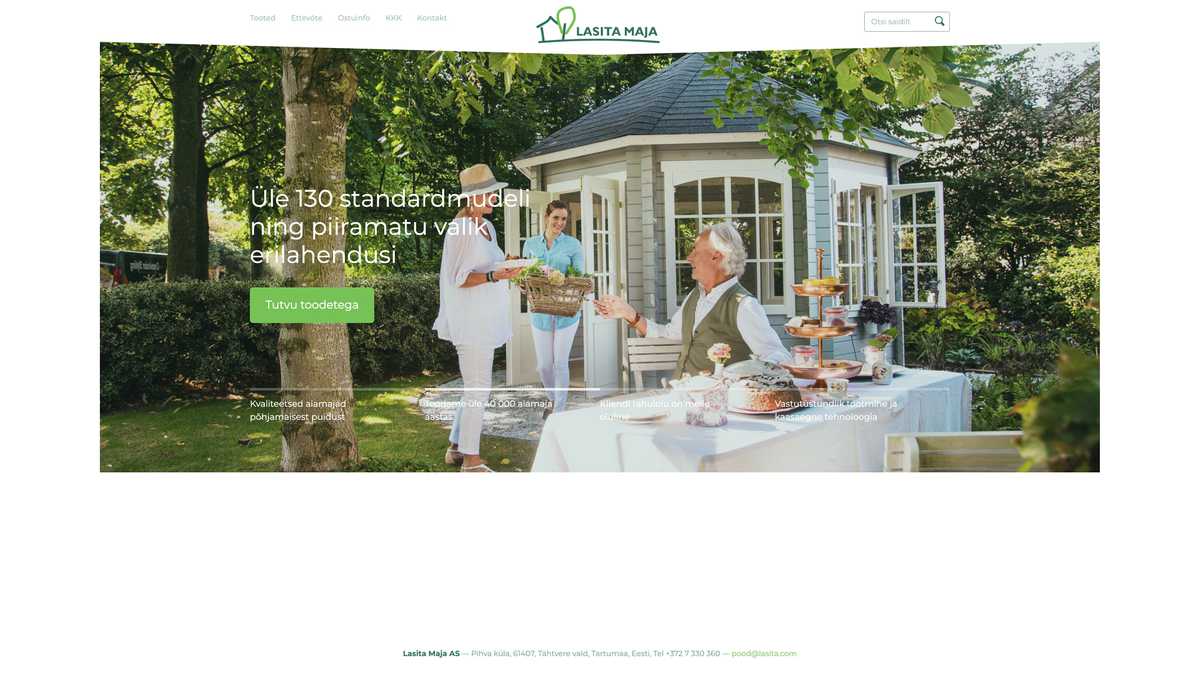 Tooted Ettevõte Ostuinfo KKK Kontakt
LASITA MAJA
Otsi saidilt
Üle 130 standardmudeli
ning piiramatu valik
erilahendusi
Tutvu toodetega
Kvaliteetsed aiamajad
põhjamaisest puidust
Toodame üle 40 000 aiamaja
aastas
Kliendi rahulolu on meile
oluline
Vastutustundlik tootmine ja
kaasaegne tehnoloogia
Lasita Maja AS — Pihva küla, 61407, Tähtvere vald, Tartumaa, Eesti, Tel +372 7 330 360 — pood@lasita.com